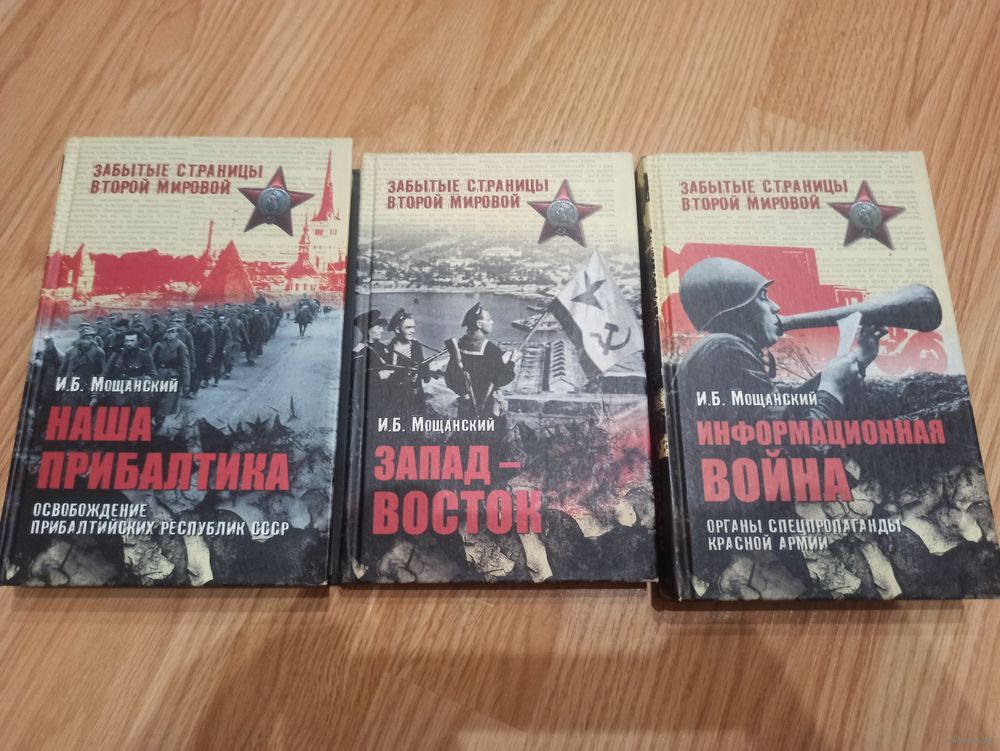 ЗАБЫТЫЕ СТРАНИЦЫ
ВТОРОЙ МИРОВОЙ
И.Б. Мощанский
НАША
ПРИБАЛТИКА
ОСВОБОЖДЕНИЕ
ПРИБАЛТИЙСКИХ РЕСПУБЛИК СССР
ЗАБЫТЫЕ СТРАНИЦЫ
ВТОРОЙ МИРОВОЙ
И.Б. Мощанский
ЗАПАД –
ВОСТОК
ЗАБЫТЫЕ СТРАНИЦЫ
ВТОРОЙ МИРОВОЙ
И.Б. Мощанский
ИНФОРМАЦИОННАЯ
ВОЙНА
ОРГАНЫ СПЕЦПРОПАГАНДЫ
КРАСНОЙ АРМИИ